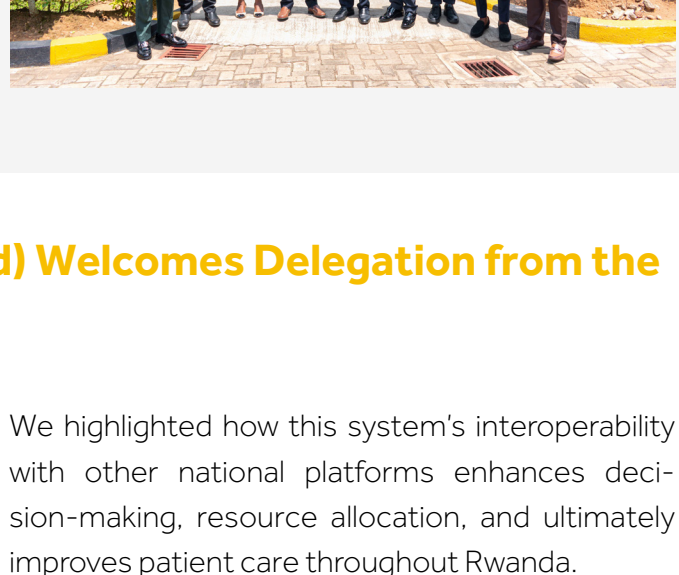 d) Welcomes Delegation from the
We highlighted how this system's interoperability
with other national platforms enhances deci-
sion-making, resource allocation, and ultimately
improves patient care throughout Rwanda.